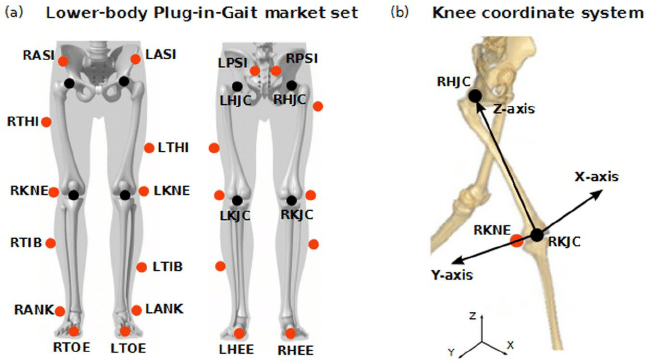 (a) Lower-body Plug-in-Gait market set
RASI
LASI
RTHI
LTHI
RKNE
LKNE
RTIB
LTIB
RANK
LANK
RTOE
LTOE
LPSI
RPSI
LHJC
RHJC
LKJC
RKJC
LHEE
RHEE
(b) Knee coordinate system
RHJC
Z-axis
X-axis
RKNE
RKJC
Y-axis
Z
Y
X